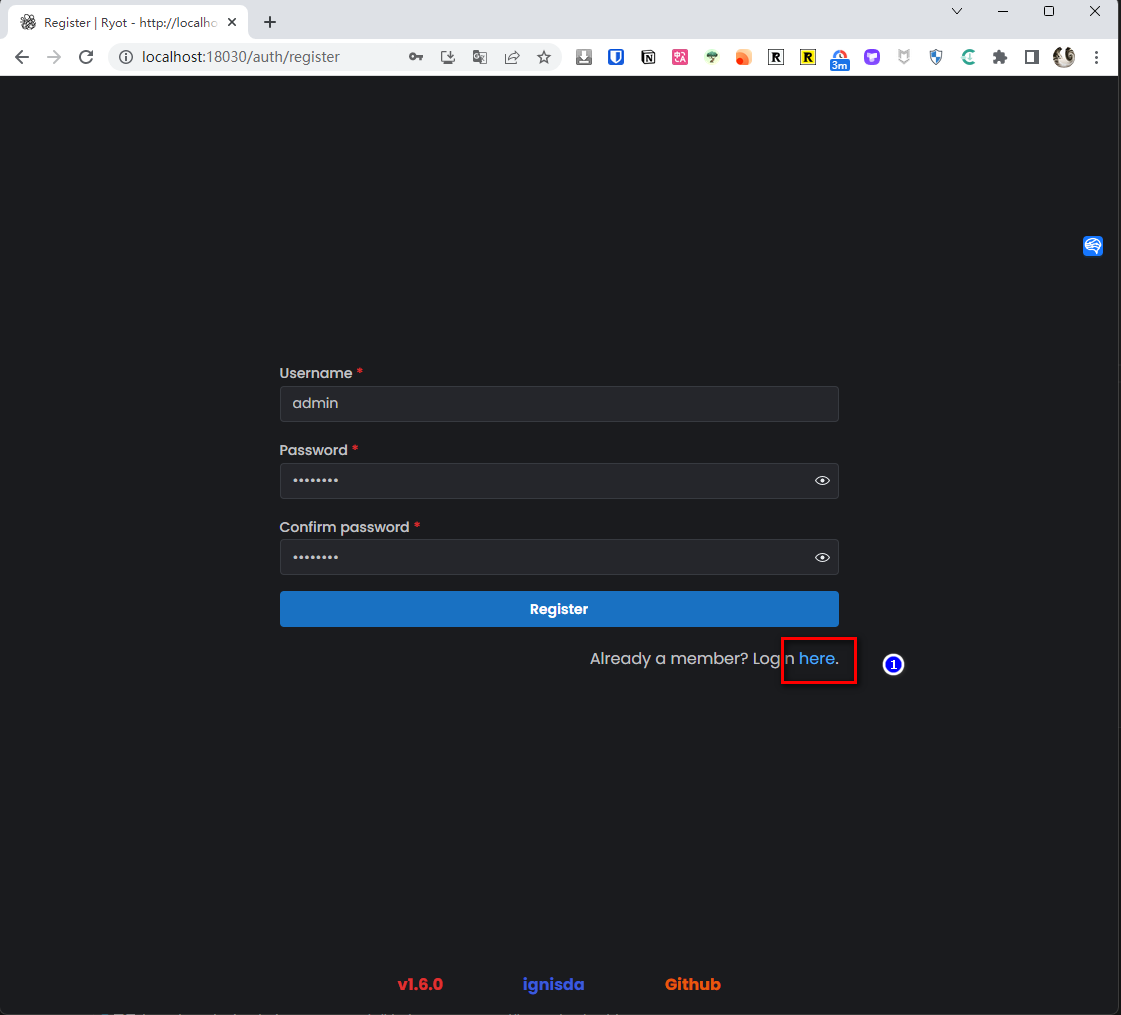 Register | Ryot - http://localho
localhost:18030/auth/register
3m
Username *
admin
Password *
Confirm password *
Register
Already a member? Login here.
1
v1.6.0 ignisda Github